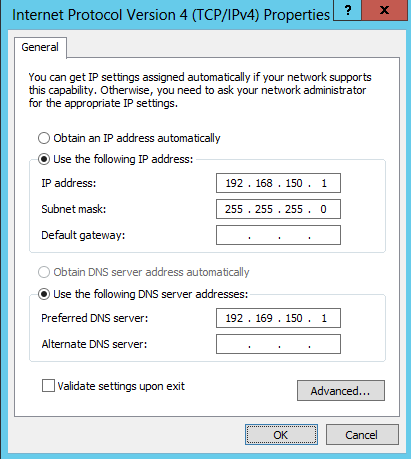 Internet Protocol Version 4 (TCP/IPv4) Properties ? x
General
You can get IP settings assigned automatically if your network supports
this capability. Otherwise, you need to ask your network administrator
for the appropriate IP settings.
Obtain an IP address automatically
Use the following IP address:
IP address: 192 . 168 . 150 . 1
Subnet mask: 255 . 255 . 255 . 0
Default gateway: . . .
Obtain DNS server address automatically
Use the following DNS server addresses:
Preferred DNS server: 192 . 169 . 150 . 1
Alternate DNS server: . . .
Validate settings upon exit
Advanced...
OK Cancel